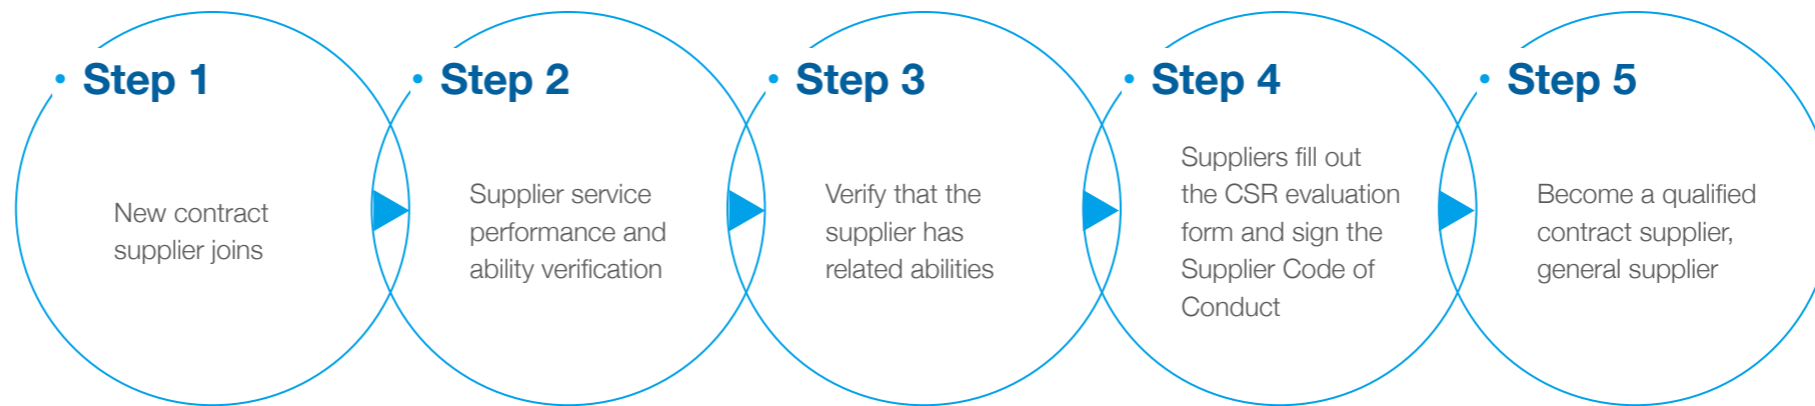 • Step 1
New contract
supplier joins
• Step 2
Supplier service
performance and
ability verification
• Step 3
Verify that the
supplier has
related abilities
• Step 4
Suppliers fill out
the CSR evaluation
form and sign the
Supplier Code of
Conduct
• Step 5
Become a qualified
contract supplier,
general supplier